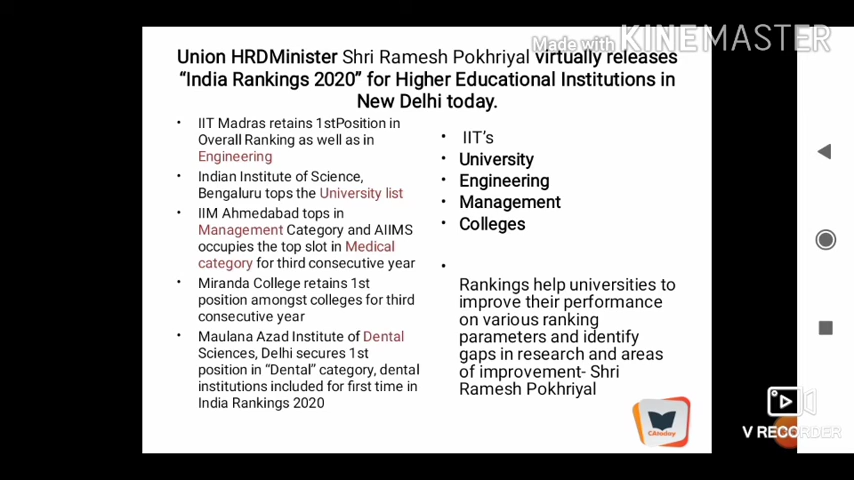 Made with KINEMASTER
Union HRDMinister Shri Ramesh Pokhriyal virtually releases
“India Rankings 2020” for Higher Educational Institutions in
New Delhi today.
• IIT Madras retains 1stPosition in
Overall Ranking as well as in
Engineering
• Indian Institute of Science,
Bengaluru tops the University list
• IIM Ahmedabad tops in
Management Category and AIIMS
occupies the top slot in Medical
category for third consecutive year
• Miranda College retains 1st
position amongst colleges for third
consecutive year
• Maulana Azad Institute of Dental
Sciences, Delhi secures 1st
position in “Dental” category, dental
institutions included for first time in
India Rankings 2020
• IIT’s
• University
• Engineering
• Management
• Colleges
•
Rankings help universities to
improve their performance
on various ranking
parameters and identify
gaps in research and areas
of improvement- Shri
Ramesh Pokhriyal
CAtoday
V RECORDER